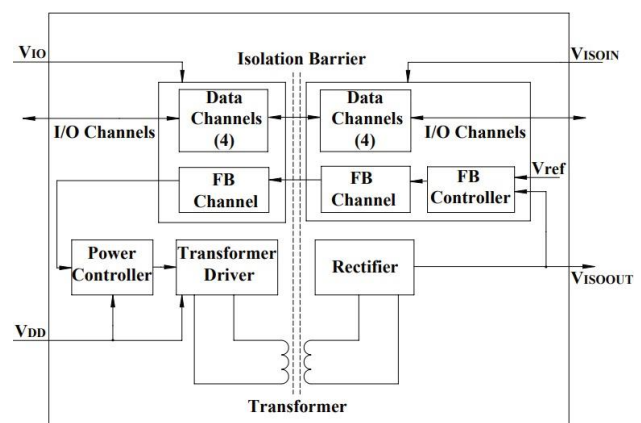 VIO
Isolation Barrier
VISOIN
Data
Channels
(4)
Data
Channels
(4)
I/O Channels
I/O Channels
FB
Channel
FB
Channel
FB
Controller
Vref
Power
Controller
Transformer
Driver
Rectifier
VISOOUT
VDD
Transformer